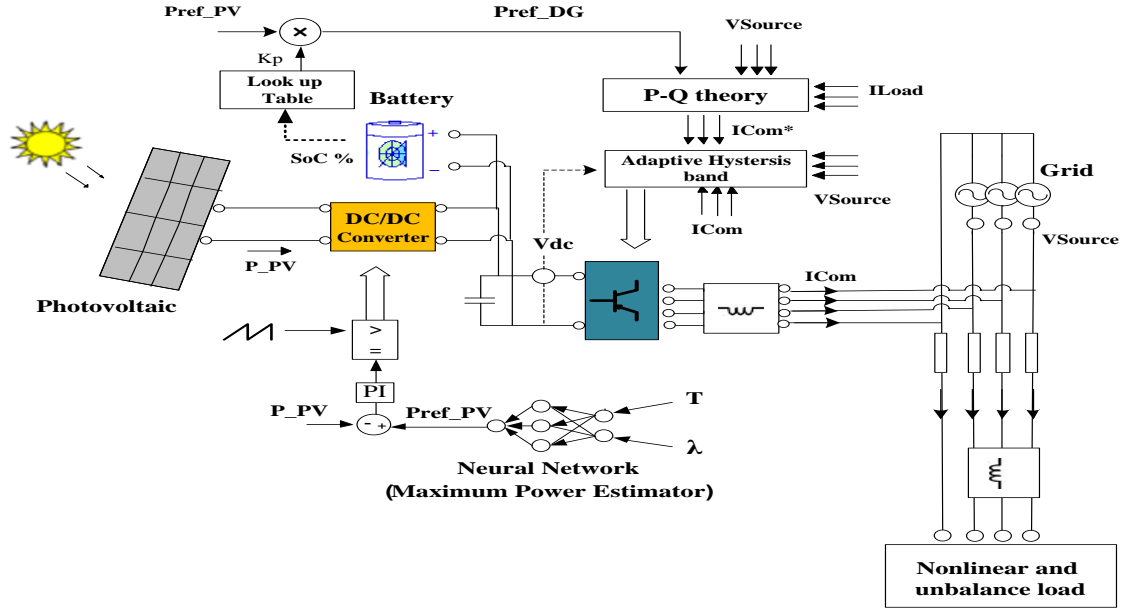 Pref_PV
Pref_DG
VSource
×
Kp
Look up
Table
Battery
P-Q theory
ILoad
+
ICom*
SoC %
−
Adaptive Hystersis
band
Grid
VSource
DC/DC
Converter
ICom
Vdc
VSource
P_PV
ICom
Photovoltaic
>
=
PI
P_PV
- +
Pref_PV
T
λ
Neural Network
(Maximum Power Estimator)
Nonlinear and
unbalance load